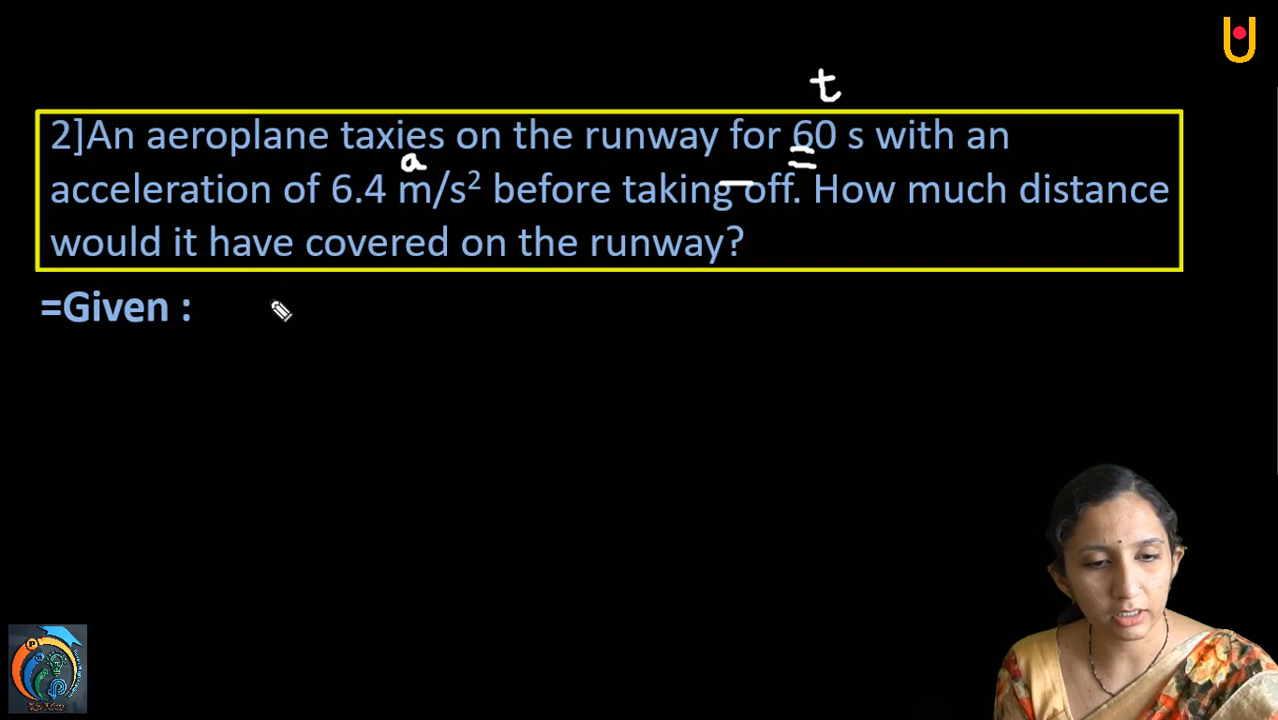 t
2]An aeroplane taxies on the runway for 60 s with an
a
acceleration of 6.4 m/s² before taking off. How much distance
would it have covered on the runway?
=Given :